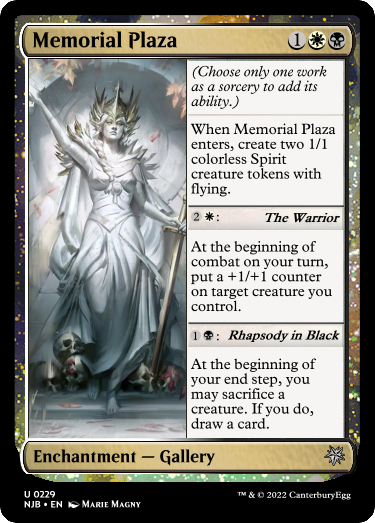 Memorial Plaza 1
(Choose only one work
as a sorcery to add its
ability.)
When Memorial Plaza
enters, create two 1/1
colorless Spirit
creature tokens with
flying.
2 : The Warrior
At the beginning of
combat on your turn,
put a +1/+1 counter
on target creature you
control.
1 : Rhapsody in Black
At the beginning of
your end step, you
may sacrifice a
creature. If you do,
draw a card.
Enchantment — Gallery
U 0229
NJB • EN Marie Magny
™ & © 2022 CanterburyEgg